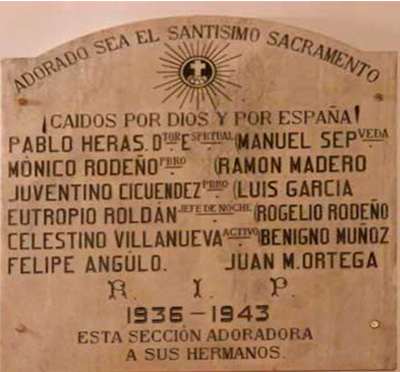 ADORADO SEA EL SANTISIMO SACRAMENTO
¡CAIDOS POR DIOS Y POR ESPAÑA!
PABLO HERAS. DTOR ESPTBAL (MANUEL SEPVEDA
MÓNICO RODEÑO PBRO (RAMON MADERO
JUVENTINO CICUENDEZ PBRO (LUIS GARCIA
EUTROPIO ROLDÁN JEFE DE NOCHE (ROGELIO RODEÑO
CELESTINO VILLANUEVA ACTIVO (BENIGNO MUÑOZ
FELIPE ANGÚLO. JUAN M. ORTEGA
R. I. P.
1936-1943
ESTA SECCIÓN ADORADORA
A SUS HERMANOS.